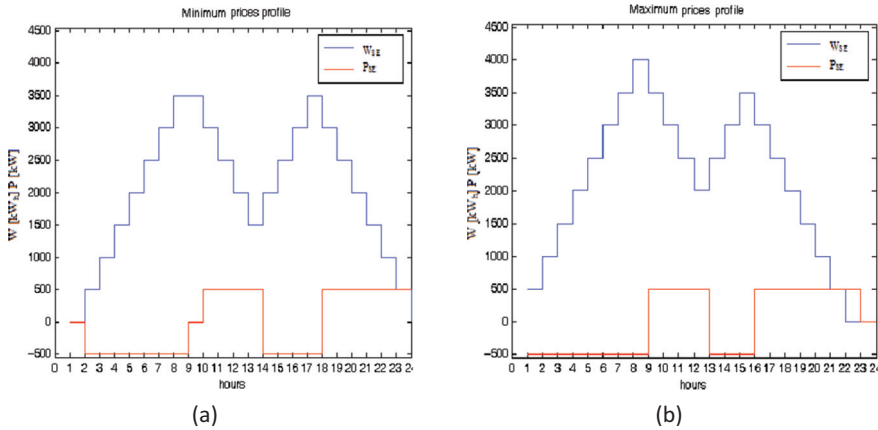 Minimum prices profile
4500
4000
3500
3000
2500
2000
1500
1000
500
0
−500
W [kWh] P [kW]
0 1 2 3 4 5 6 7 8 9 10 11 12 13 14 15 16 17 18 19 20 21 22 23 24
hours
WSE
PSE
(a)
Maximum prices profile
4500
4000
3500
3000
2500
2000
1500
1000
500
0
−500
W [kWh] P [kW]
0 1 2 3 4 5 6 7 8 9 10 11 12 13 14 15 16 17 18 19 20 21 22 23 24
hours
WSE
PSE
(b)